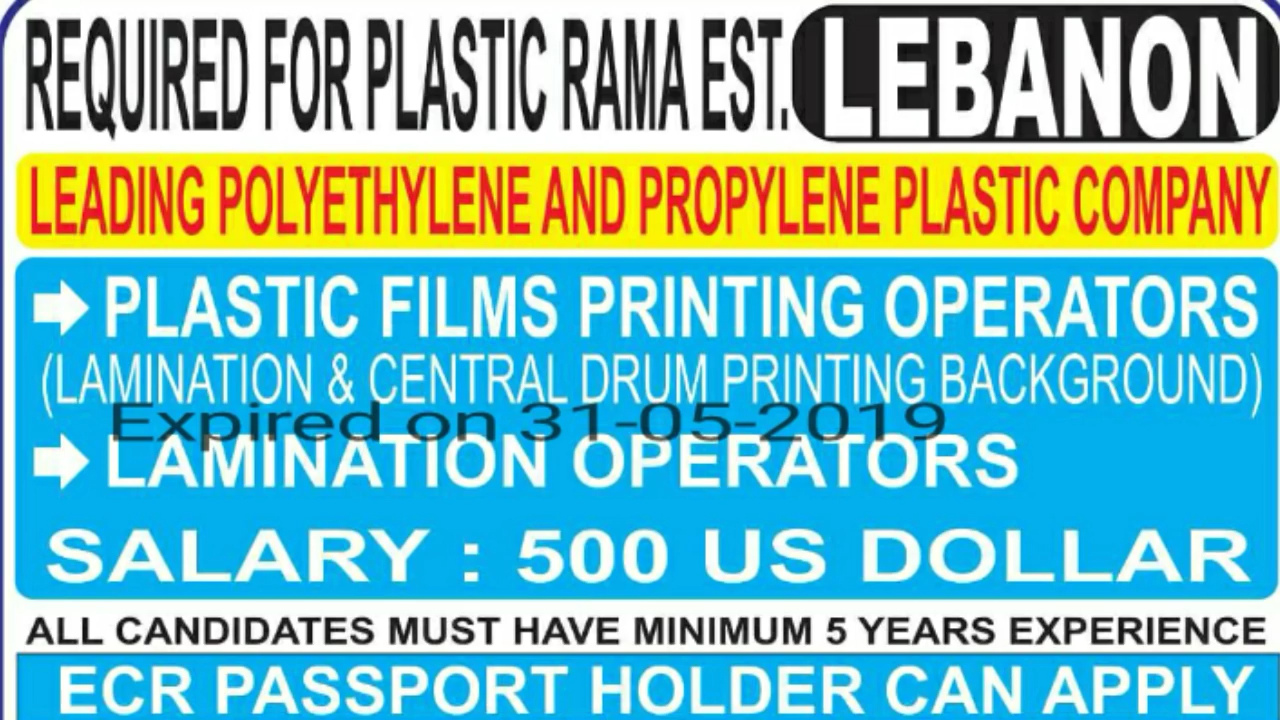 REQUIRED FOR PLASTIC RAMA EST. LEBANON
LEADING POLYETHYLENE AND PROPYLENE PLASTIC COMPANY
PLASTIC FILMS PRINTING OPERATORS
(LAMINATION & CENTRAL DRUM PRINTING BACKGROUND)
Expired on 31-05-2019
LAMINATION OPERATORS
SALARY : 500 US DOLLAR
ALL CANDIDATES MUST HAVE MINIMUM 5 YEARS EXPERIENCE
ECR PASSPORT HOLDER CAN APPLY